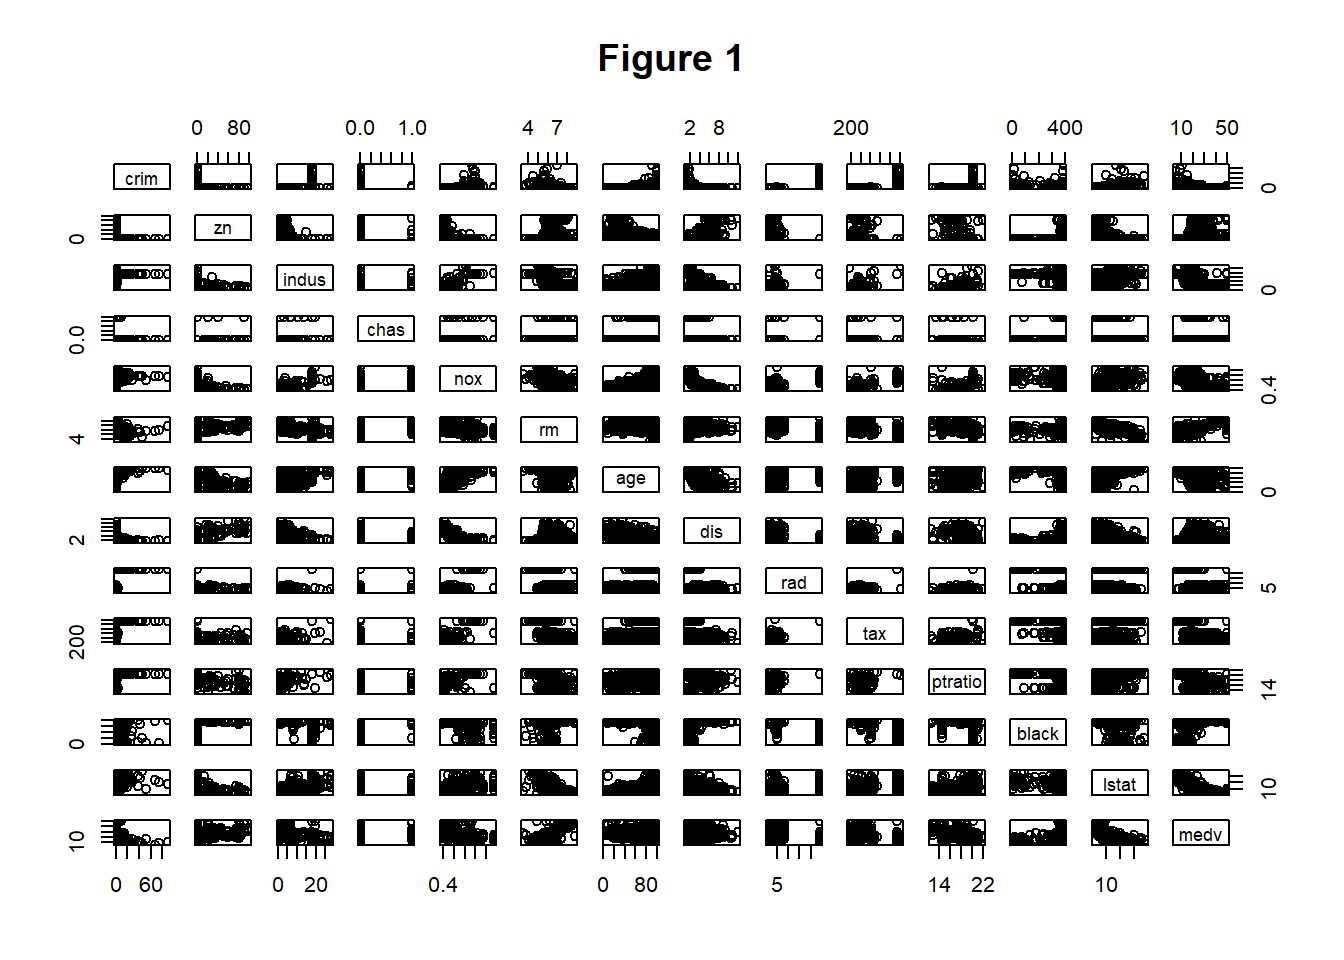 Figure 1
0 80 0.0 1.0 4 7 2 8 200 0 400 10 50
crim 0
0 zn
indus 0
0.0 chas
nox 0.4
4 rm
age 0
2 dis
rad 5
200 tax
ptratio 14
0 black
lstat 10
10 medv
0 60 0 20 0.4 0 80 5 14 22 10